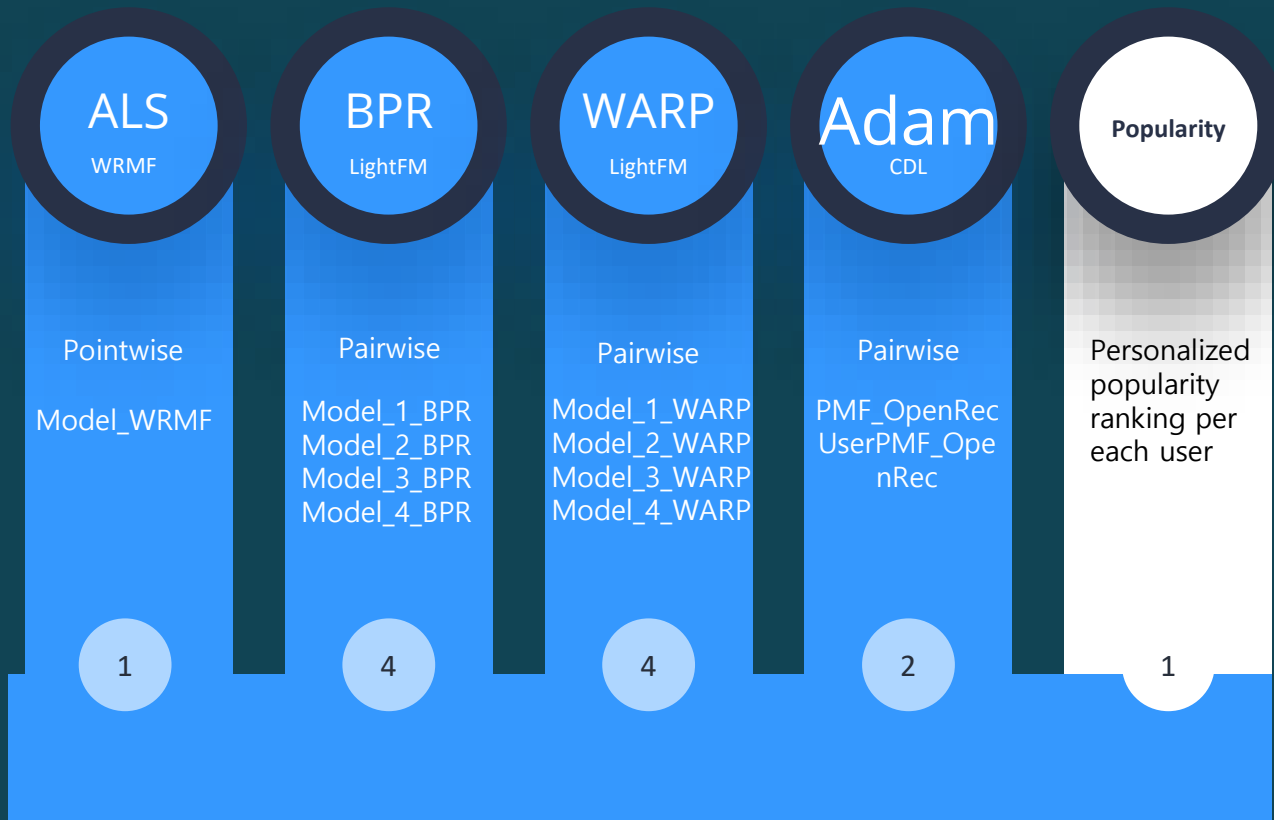 ALS
WRMF
Pointwise
Model_WRMF
1
BPR
LightFM
Pairwise
Model_1_BPR
Model_2_BPR
Model_3_BPR
Model_4_BPR
4
WARP
LightFM
Pairwise
Model_1_WARP
Model_2_WARP
Model_3_WARP
Model_4_WARP
4
Adam
CDL
Pairwise
PMF_OpenRec
UserPMF_Ope
nRec
2
Popularity
Personalized
popularity
ranking per
each user
1